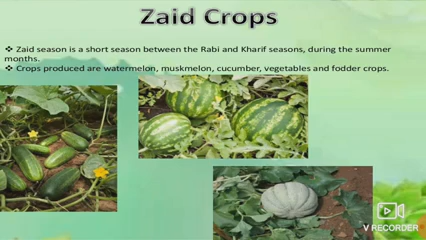 Zaid Crops
❖ Zaid season is a short season between the Rabi and Kharif seasons, during the summer
months.
❖ Crops produced are watermelon, muskmelon, cucumber, vegetables and fodder crops.
V RECORDER